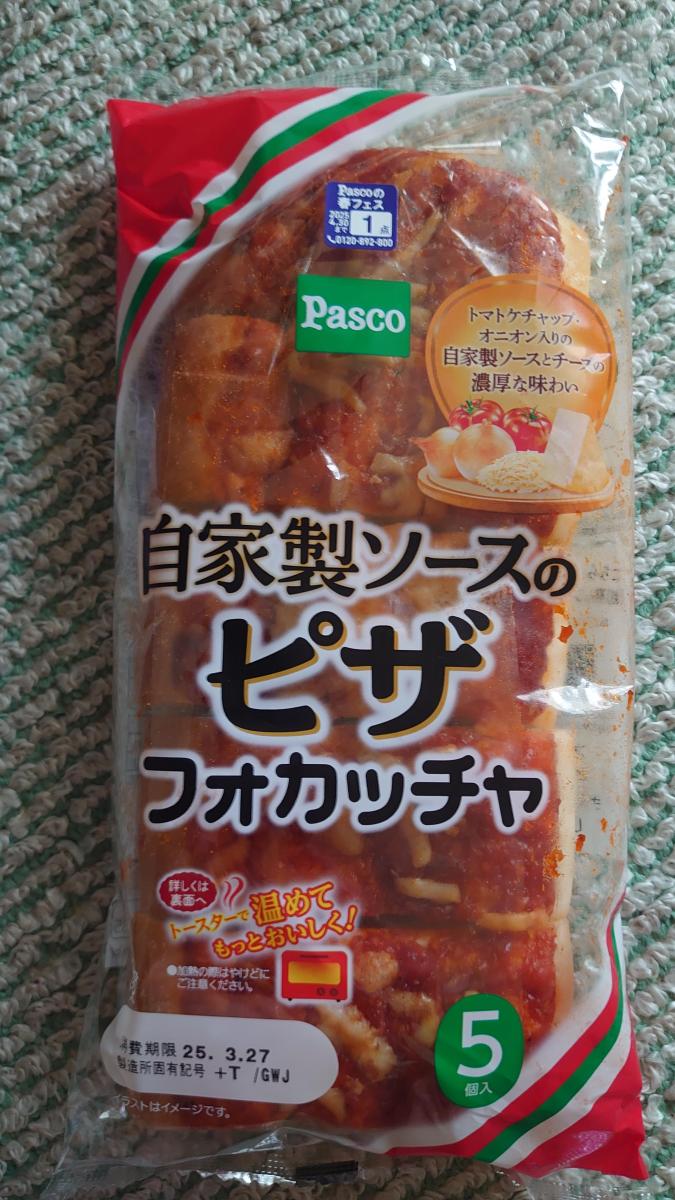 Pascoの
春フェス
2025
4.30
まで
1
点
0120-892-800
Pasco
トマトケチャップ・
オニオン入りの
自家製ソースとチーズの
濃厚な味わい
自家製ソースの
ピザ
フォカッチャ
詳しくは
裏面へ
トースターで温めて
もっとおいしく!
●加熱の際はやけどに
ご注意ください。
消費期限 25. 3.27
製造所固有記号 +T /GWJ
5
個入
イラストはイメージです。